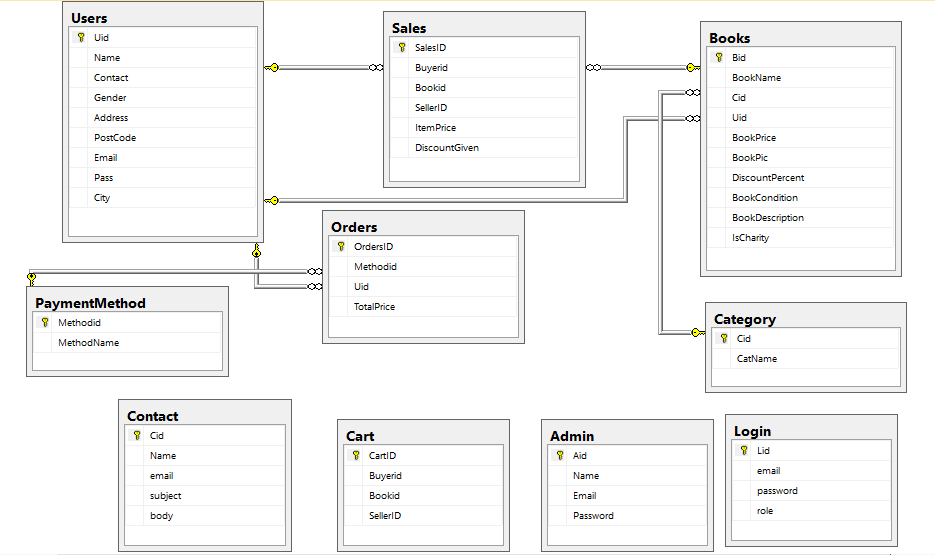 Users
Uid
Name
Contact
Gender
Address
PostCode
Email
Pass
City
Sales
SalesID
Buyerid
Bookid
SellerID
ItemPrice
DiscountGiven
Books
Bid
BookName
Cid
Uid
BookPrice
BookPic
DiscountPercent
BookCondition
BookDescription
IsCharity
Orders
OrdersID
Methodid
Uid
TotalPrice
PaymentMethod
Methodid
MethodName
Category
Cid
CatName
Contact
Cid
Name
email
subject
body
Cart
CartID
Buyerid
Bookid
SellerID
Admin
Aid
Name
Email
Password
Login
Lid
email
password
role